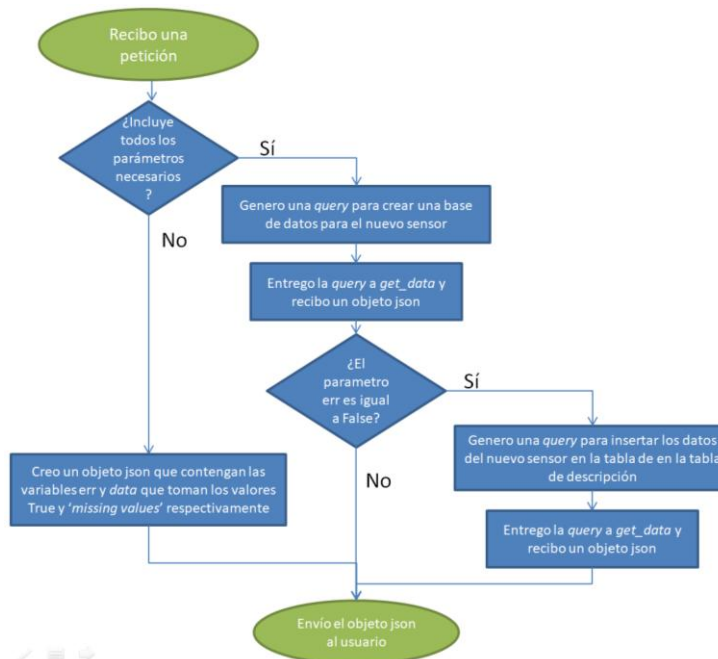 Recibo una
petición
¿Incluye
todos los
parámetros
necesarios
?
Sí
Genero una query para crear una base
de datos para el nuevo sensor
No
Entrego la query a get_data y
recibo un objeto json
¿El
parametro
err es igual
a False?
Sí
Genero una query para insertar los datos
del nuevo sensor en la tabla de en la tabla
de descripción
No
Creo un objeto json que contengan las
variables err y data que toman los valores
True y ‘missing values’ respectivamente
Entrego la query a get_data y
recibo un objeto json
Envío el objeto json
al usuario